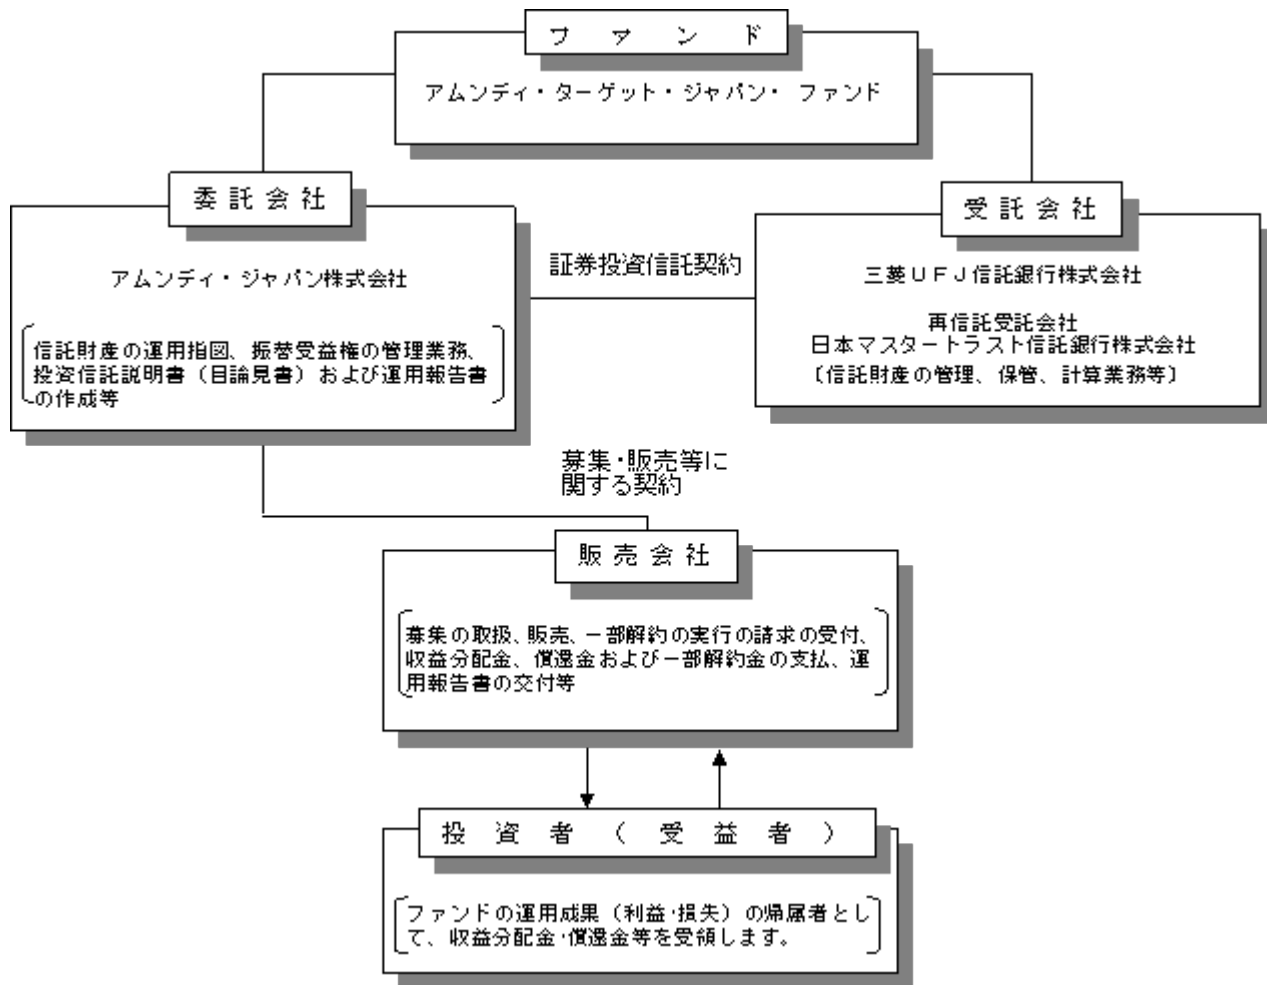 ファンド
アムンディ・ターゲット・ジャパン・ ファンド
委託会社
アムンディ・ジャパン株式会社
信託財産の運用指図、振替受益権の管理業務、
投資信託説明書（目論見書）および運用報告書
の作成等
証券投資信託契約
受託会社
三菱ＵＦＪ信託銀行株式会社
再信託受託会社
日本マスタートラスト信託銀行株式会社
〔信託財産の管理、保管、計算業務等〕
募集・販売等に
関する契約
販売会社
募集の取扱、販売、一部解約の実行の請求の受付、
収益分配金、償還金および一部解約金の支払、運
用報告書の交付等
投資者（受益者）
ファンドの運用成果（利益・損失）の帰属者とし
て、収益分配金・償還金等を受領します。